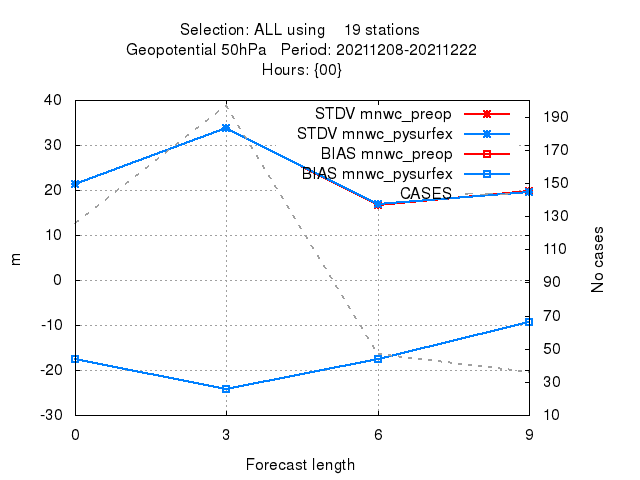 Selection: ALL using 19 stations
Geopotential 50hPa Period: 20211208-20211222
Hours: {00}
STDV mnwc_preop
STDV mnwc_pysurfex
BIAS mnwc_preop
BIAS mnwc_pysurfex
CASES
40
30
20
10
0
-10
-20
-30
m
190
170
150
130
110
90
70
50
30
10
No cases
0 3 6 9
Forecast length